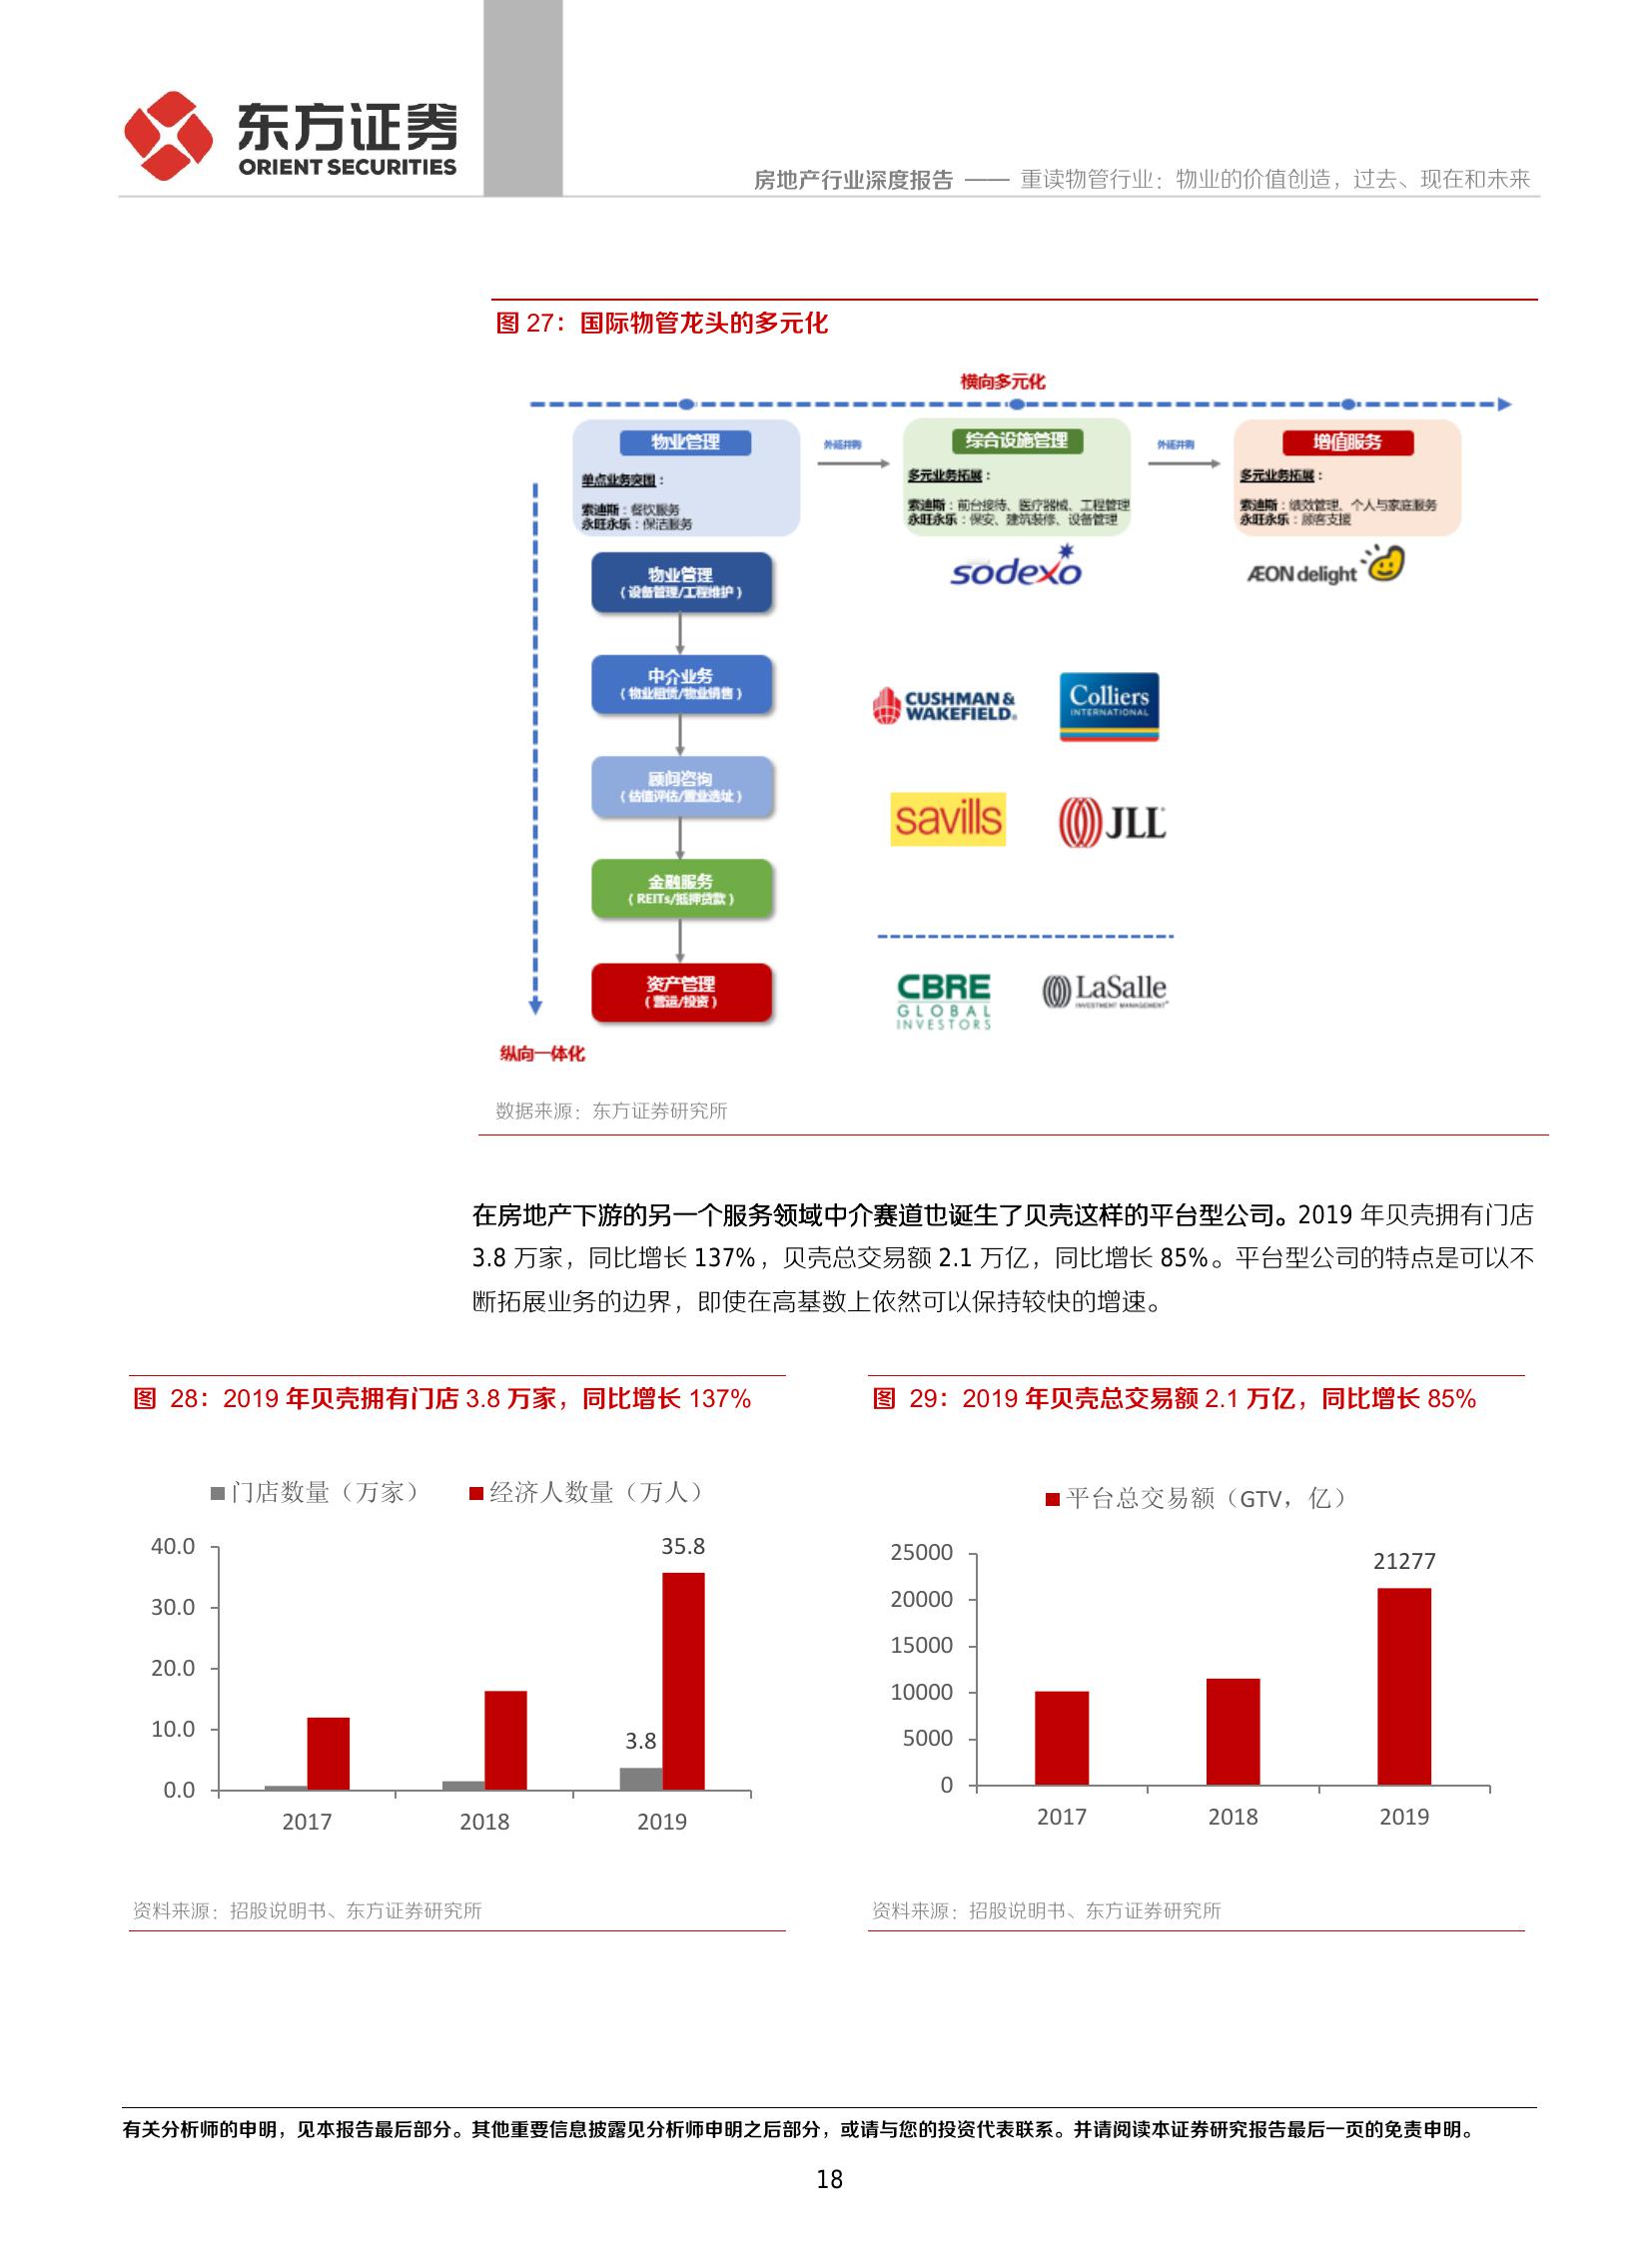 东方证券
ORIENT SECURITIES
房地产行业深度报告 —— 重读物管行业：物业的价值创造，过去、现在和未来
图 27：国际物管龙头的多元化
横向多元化
物业管理
单点业务突围：
索迪斯：餐饮服务
永旺永乐：保洁服务
外延并购
综合设施管理
多元业务拓展：
索迪斯：前台接待、医疗器械、工程管理
永旺永乐：保安、建筑装修、设备管理
外延并购
增值服务
多元业务拓展：
索迪斯：绩效管理、个人与家庭服务
永旺永乐：顾客支援
物业管理
（设备管理/工程维护）
sodexo
ÆON delight
中介业务
（物业租赁/物业销售）
CUSHMAN &
WAKEFIELD
Colliers
INTERNATIONAL
顾问咨询
（估值评估/置业选址）
savills
JLL
金融服务
（REITs/抵押贷款）
资产管理
（营运/投资）
CBRE
GLOBAL
INVESTORS
LaSalle
INVESTMENT MANAGEMENT
纵向一体化
数据来源：东方证券研究所
在房地产下游的另一个服务领域中介赛道也诞生了贝壳这样的平台型公司。2019 年贝壳拥有门店
3.8 万家，同比增长 137%，贝壳总交易额 2.1 万亿，同比增长 85%。平台型公司的特点是可以不
断拓展业务的边界，即使在高基数上依然可以保持较快的增速。
图 28：2019 年贝壳拥有门店 3.8 万家，同比增长 137%
门店数量（万家） 经济人数量（万人）
40.0
30.0
20.0
10.0
0.0
35.8
3.8
2017 2018 2019
资料来源：招股说明书、东方证券研究所
图 29：2019 年贝壳总交易额 2.1 万亿，同比增长 85%
平台总交易额（GTV，亿）
25000
20000
15000
10000
5000
0
21277
2017 2018 2019
资料来源：招股说明书、东方证券研究所
有关分析师的申明，见本报告最后部分。其他重要信息披露见分析师申明之后部分，或请与您的投资代表联系。并请阅读本证券研究报告最后一页的免责申明。
18